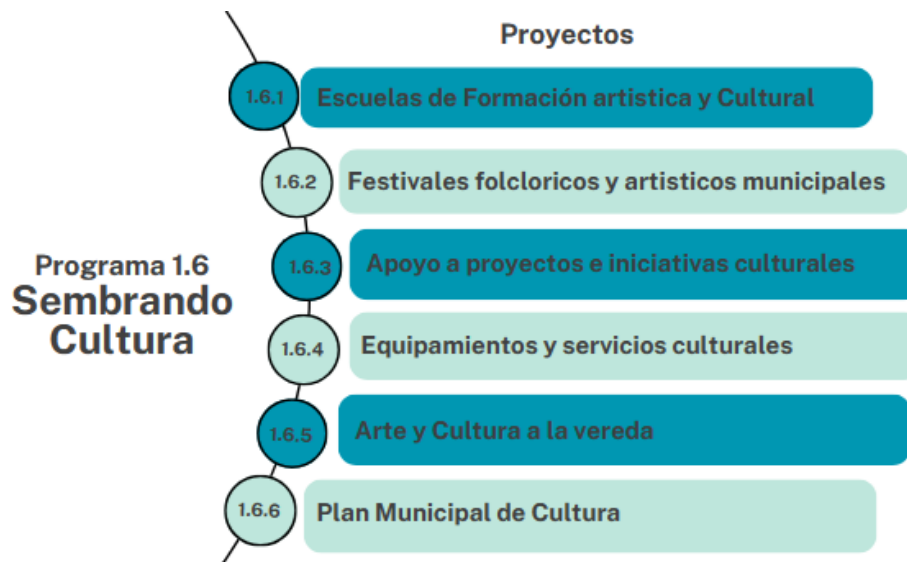 Proyectos
1.6.1 Escuelas de Formación artistica y Cultural
1.6.2 Festivales folcloricos y artisticos municipales
Programa 1.6
Sembrando
Cultura
1.6.3 Apoyo a proyectos e iniciativas culturales
1.6.4 Equipamientos y servicios culturales
1.6.5 Arte y Cultura a la vereda
1.6.6 Plan Municipal de Cultura